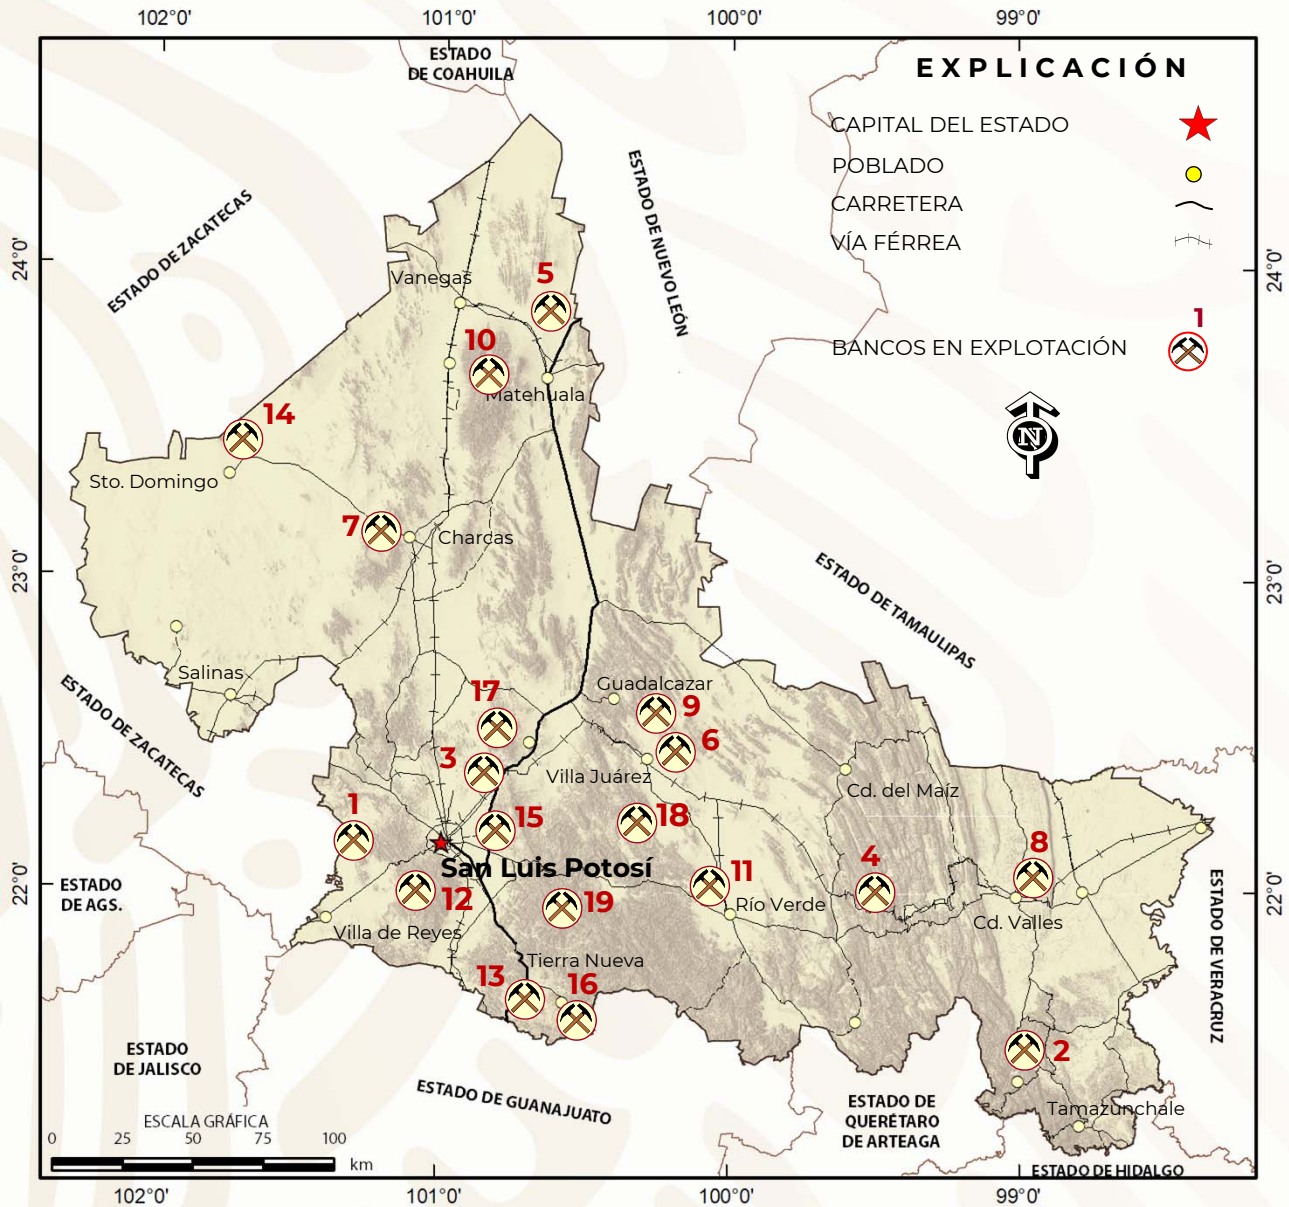 102°0'
101°0'
100°0'
99°0'
ESTADO
DE COAHUILA
EXPLICACIÓN
CAPITAL DEL ESTADO
POBLADO
CARRETERA
VÍA FÉRREA
1
BANCOS EN EXPLOTACIÓN
N
ESTADO DE ZACATECAS
ESTADO DE NUEVO LEÓN
24°0'
24°0'
Vanegas
5
10
Matehuala
14
Sto. Domingo
7
Charcas
23°0'
23°0'
ESTADO DE TAMAULIPAS
Salinas
ESTADO DE ZACATECAS
Guadalcazar
17
9
6
3
Villa Juárez
Cd. del Maíz
1
15
18
San Luis Potosí
11
4
8
22°0'
22°0'
ESTADO
DE AGS.
12
19
Río Verde
Cd. Valles
Villa de Reyes
ESTADO DE VERACRUZ
Tierra Nueva
13
16
2
ESTADO
DE JALISCO
ESTADO DE GUANAJUATO
ESTADO DE
QUERÉTARO
DE ARTEAGA
Tamazunchale
ESTADO DE HIDALGO
ESCALA GRÁFICA
0 25 50 75 100
km
102°0'
101°0'
100°0'
99°0'